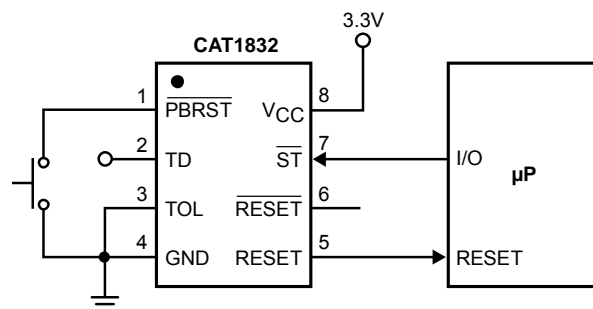 3.3V
CAT1832
1 PBRST VCC 8
2 TD ST 7 I/O
µP
3 TOL RESET 6
4 GND RESET 5 RESET